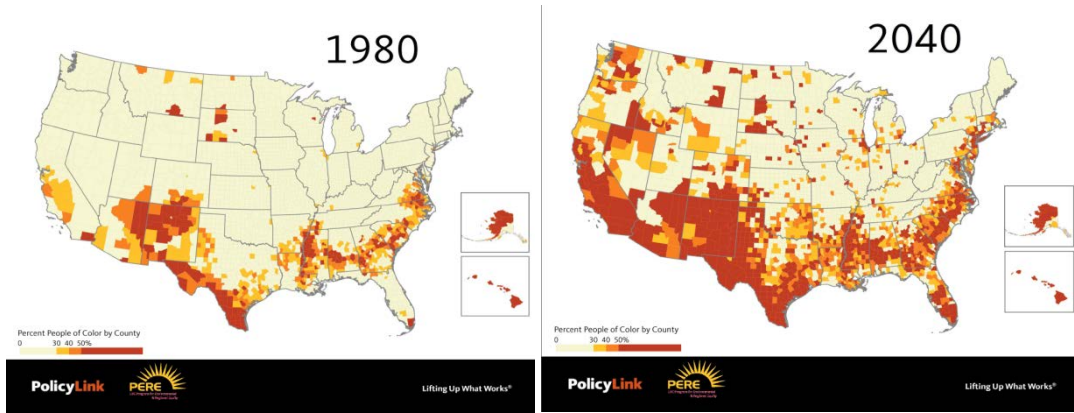 1980
Percent People of Color by County
0 30 40 50%
PolicyLink
PERE
Lifting Up What Works®
2040
Percent People of Color by County
0 30 40 50%
PolicyLink
PERE
Lifting Up What Works®